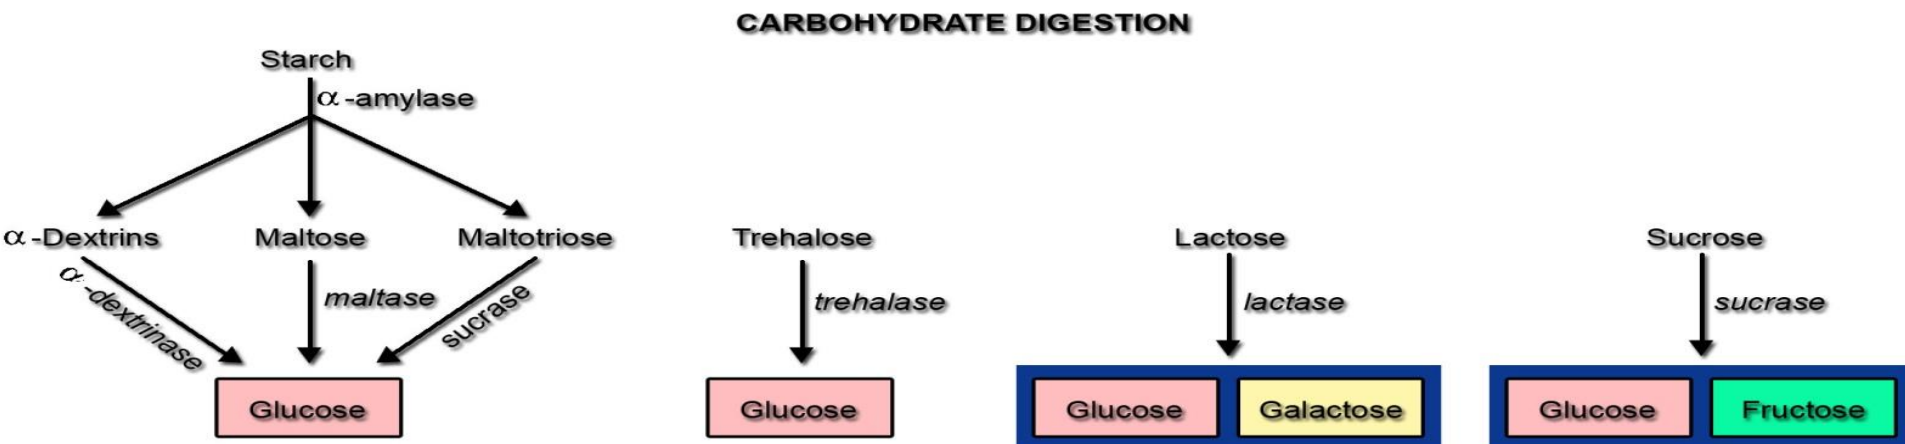 CARBOHYDRATE DIGESTION
Starch
α-amylase
α-Dextrins
Maltose
Maltotriose
Trehalose
Lactose
Sucrose
α-dextrinase
maltase
sucrase
trehalase
lactase
sucrase
Glucose
Glucose
Glucose
Galactose
Glucose
Fructose